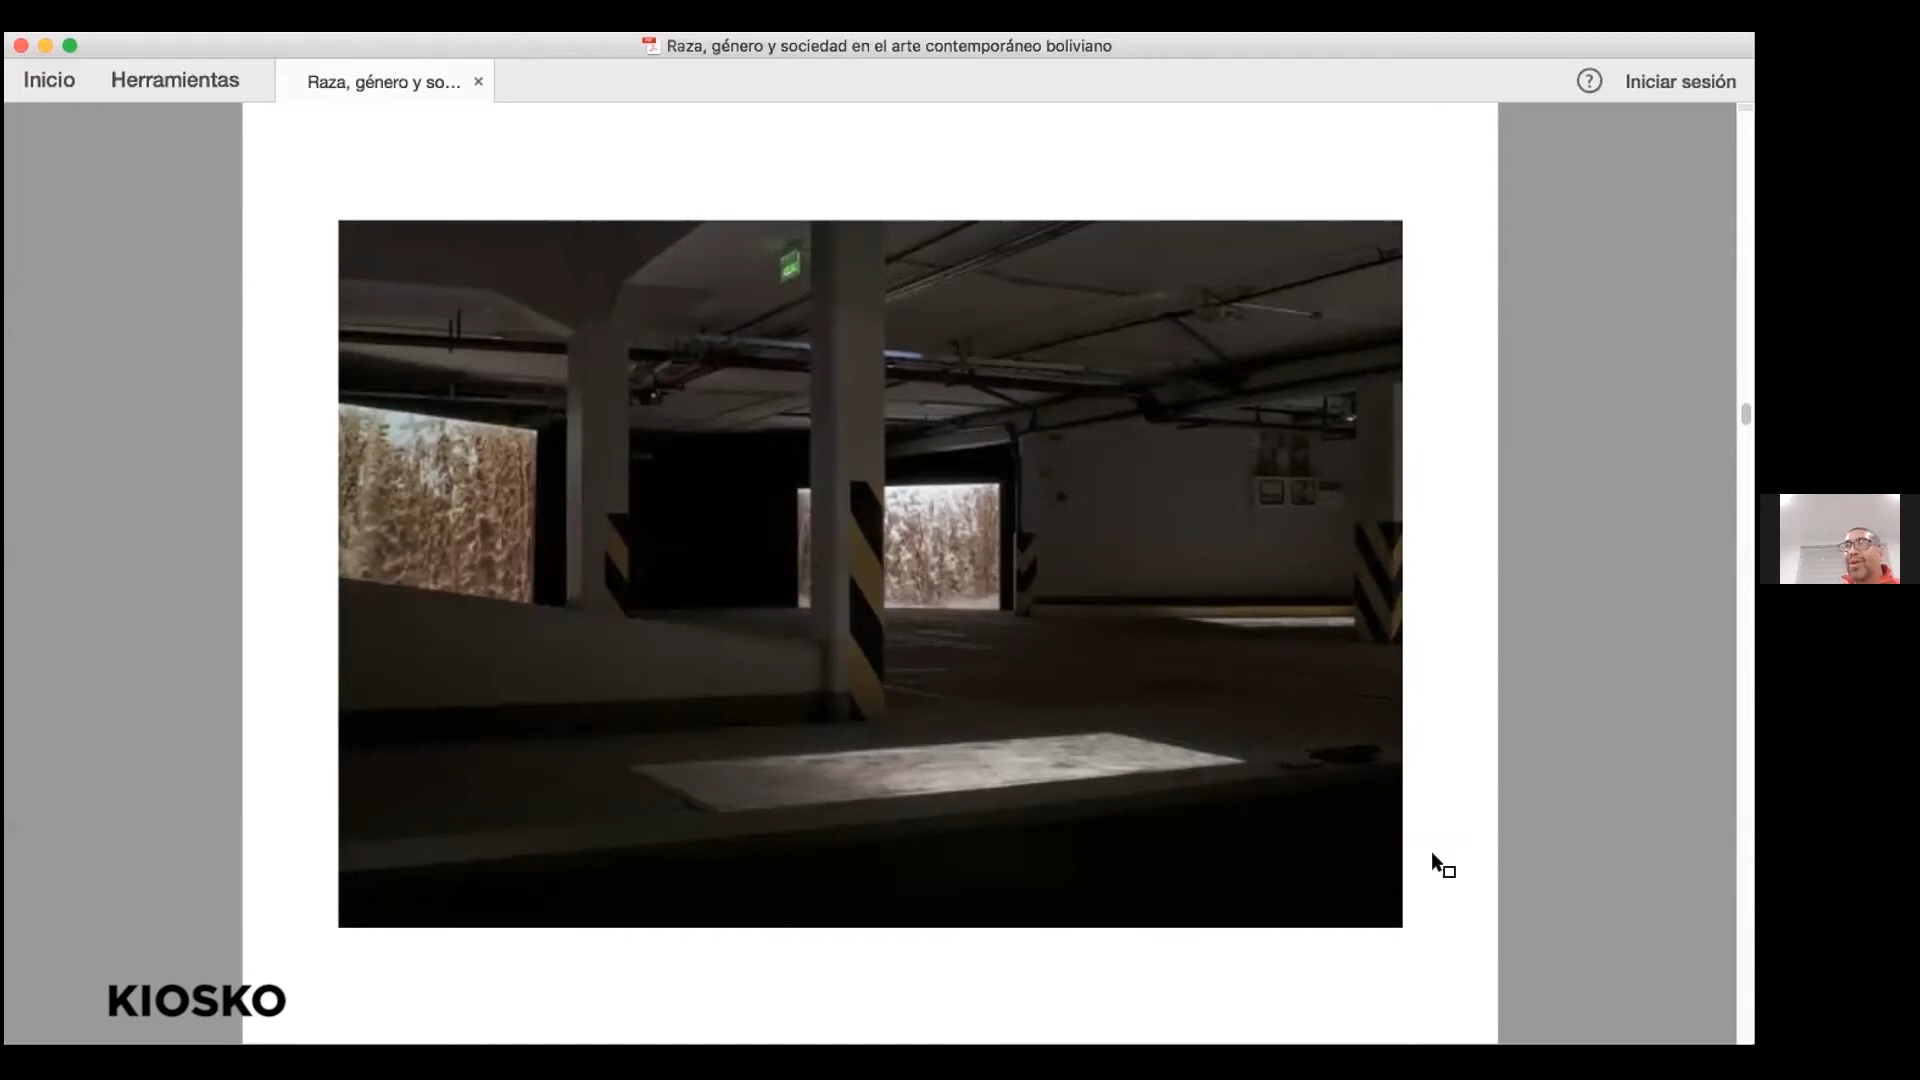 Raza, género y sociedad en el arte contemporáneo boliviano
Inicio
Herramientas
Raza, género y so... ×
?
Iniciar sesión
KIOSKO